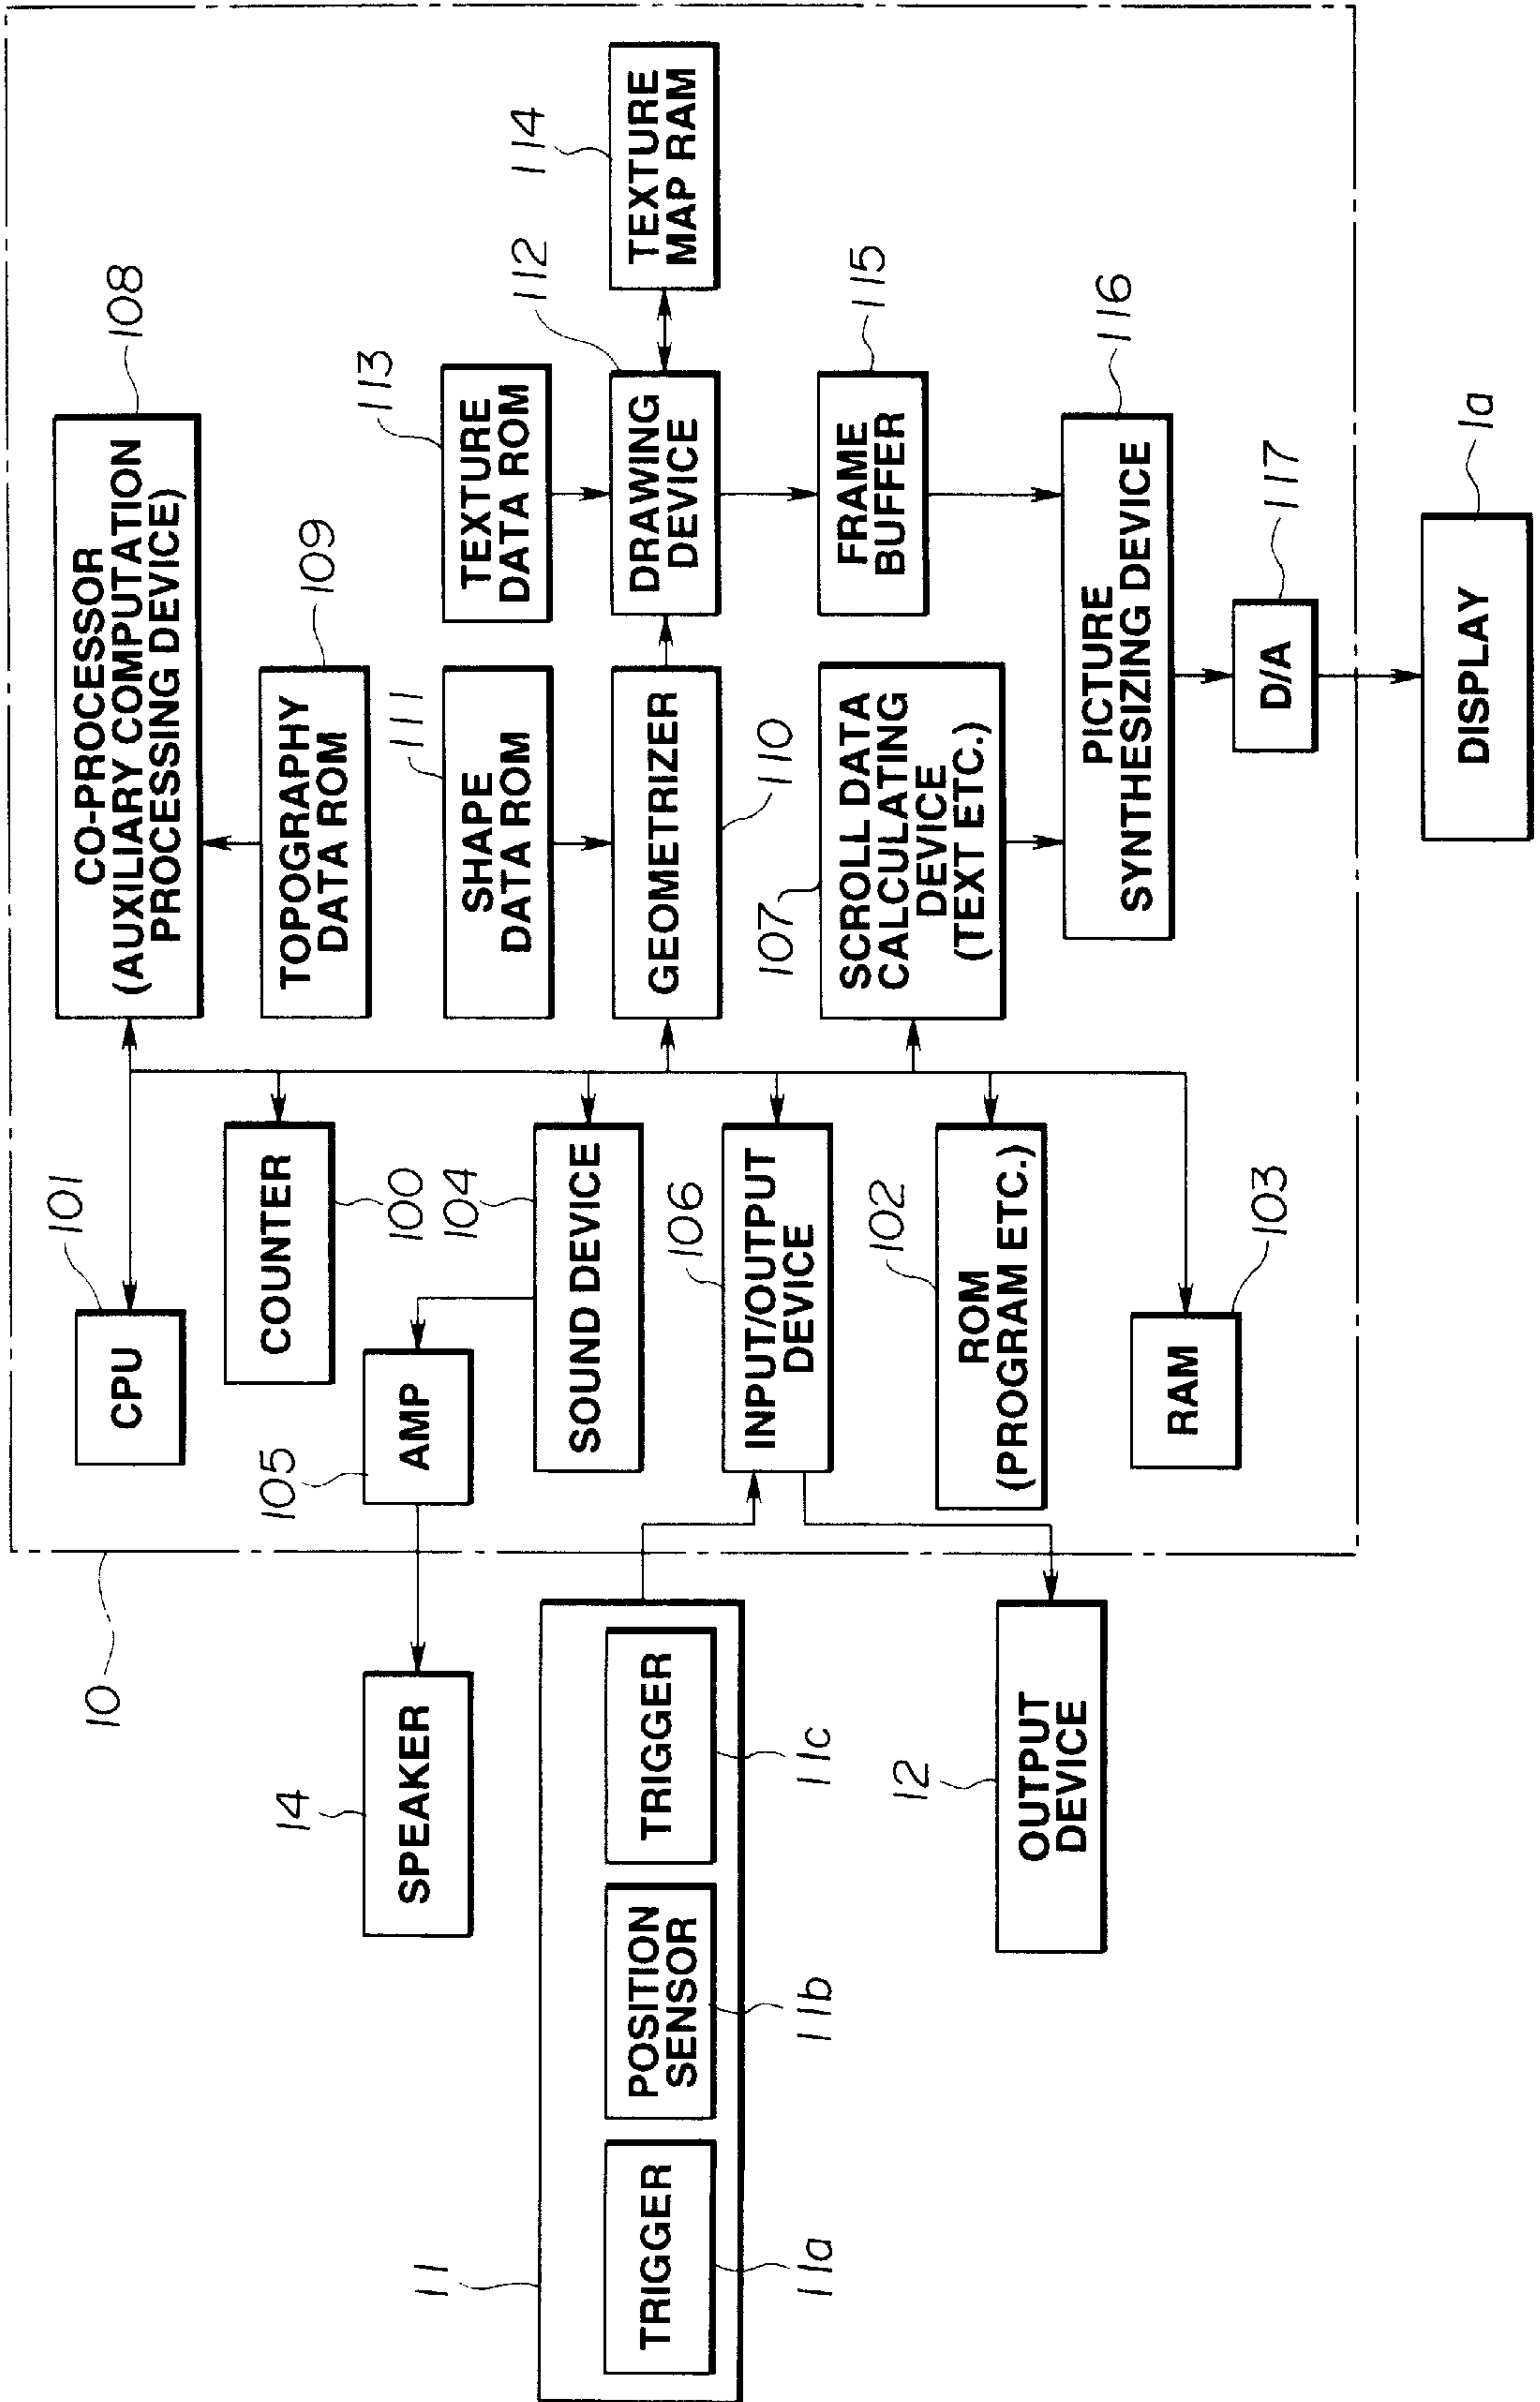 10
101
CPU
108
CO-PROCESSOR
(AUXILIARY COMPUTATION
PROCESSING DEVICE)
COUNTER
100
109
TOPOGRAPHY
DATA ROM
14
SPEAKER
105
AMP
104
SOUND DEVICE
111
SHAPE
DATA ROM
113
TEXTURE
DATA ROM
11
TRIGGER
11a
POSITION
SENSOR
11b
TRIGGER
11c
106
INPUT/OUTPUT
DEVICE
GEOMETRIZER
110
112
DRAWING
DEVICE
114
TEXTURE
MAP RAM
12
OUTPUT
DEVICE
102
ROM
(PROGRAM ETC.)
107
SCROLL DATA
CALCULATING
DEVICE
(TEXT ETC.)
115
FRAME
BUFFER
RAM
103
116
PICTURE
SYNTHESIZING DEVICE
D/A
117
DISPLAY
1a